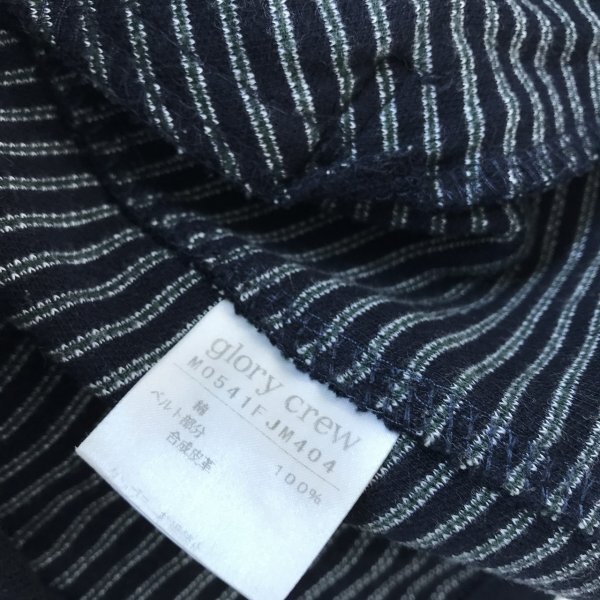 glory crew
M0541FJM404
綿 100%
ベルト部分
合成皮革